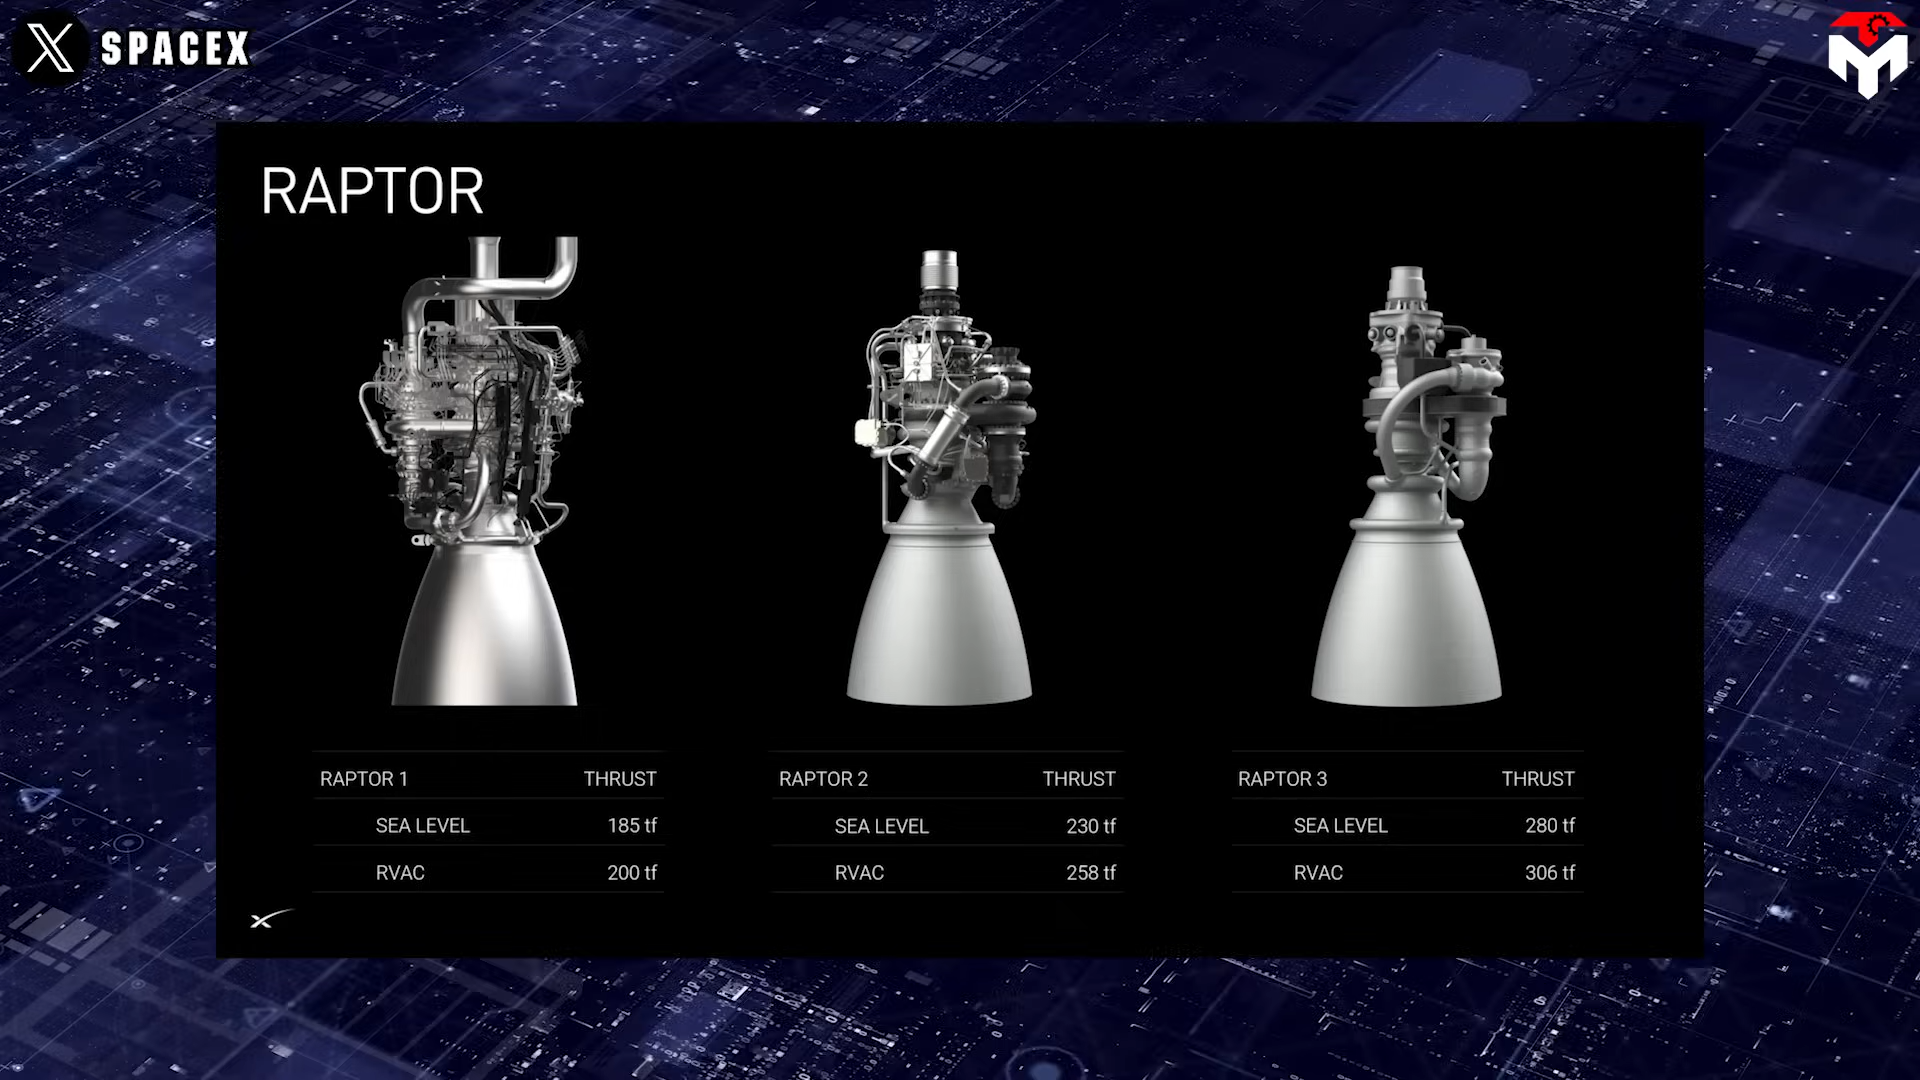 SPACEX
RAPTOR
RAPTOR 1 THRUST
SEA LEVEL 185 tf
RVAC 200 tf
RAPTOR 2 THRUST
SEA LEVEL 230 tf
RVAC 258 tf
RAPTOR 3 THRUST
SEA LEVEL 280 tf
RVAC 306 tf